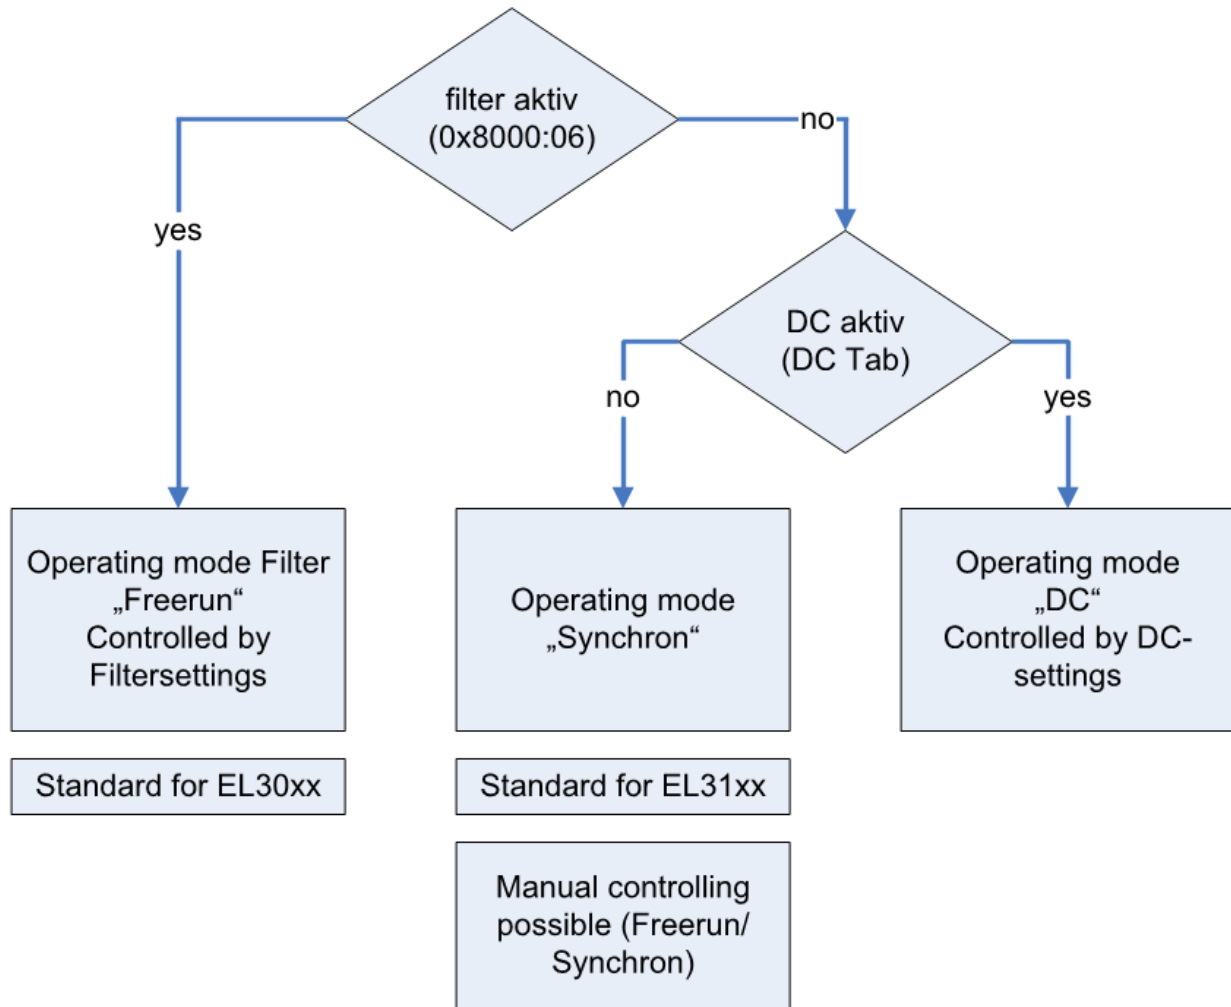 filter aktiv
(0x8000:06)
no
yes
DC aktiv
(DC Tab)
no
yes
Operating mode Filter
„Freerun“
Controlled by
Filtersettings
Operating mode
„Synchron“
Operating mode
„DC“
Controlled by DC-
settings
Standard for EL30xx
Standard for EL31xx
Manual controlling
possible (Freerun/
Synchron)